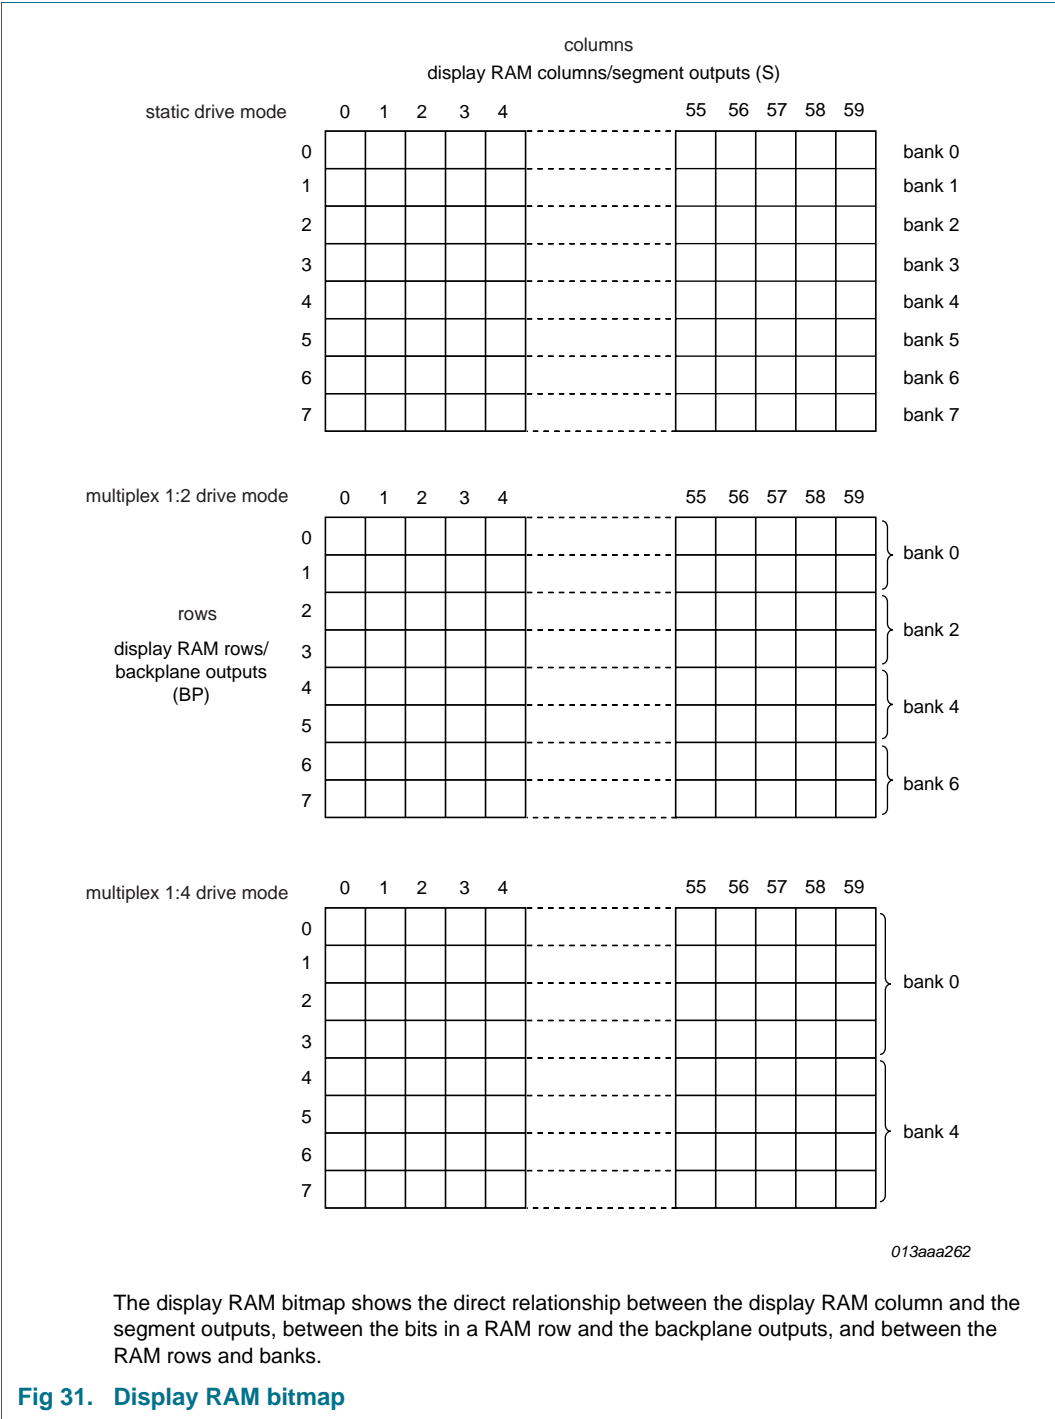 columns
display RAM columns/segment outputs (S)
static drive mode 0 1 2 3 4 55 56 57 58 59
0 bank 0
1 bank 1
2 bank 2
3 bank 3
4 bank 4
5 bank 5
6 bank 6
7 bank 7
multiplex 1:2 drive mode 0 1 2 3 4 55 56 57 58 59
0
bank 0
1
rows
2
bank 2
display RAM rows/
3
backplane outputs
(BP)
4
bank 4
5
6
bank 6
7
multiplex 1:4 drive mode 0 1 2 3 4 55 56 57 58 59
0
1
bank 0
2
3
4
5
bank 4
6
7
013aaa262
The display RAM bitmap shows the direct relationship between the display RAM column and the
segment outputs, between the bits in a RAM row and the backplane outputs, and between the
RAM rows and banks.
Fig 31. Display RAM bitmap